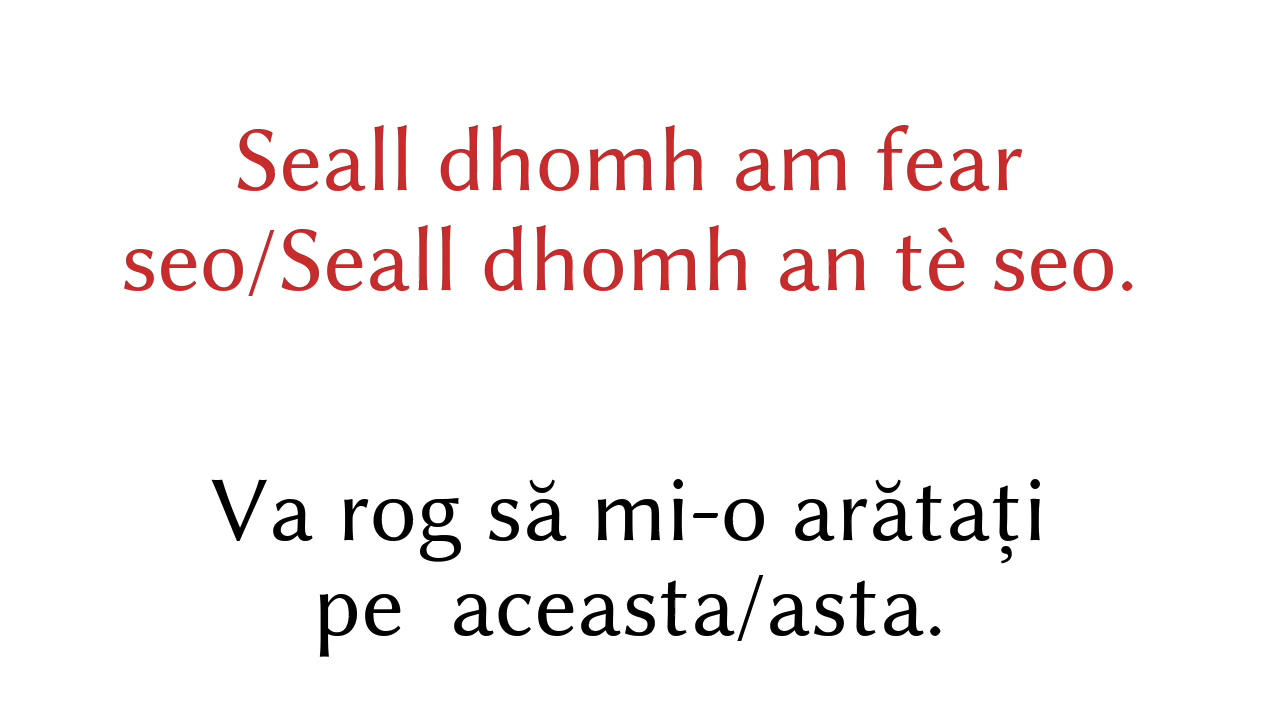 Seall dhomh am fear
seo/Seall dhomh an tè seo.
Va rog să mi-o arătați
pe  aceasta/asta.